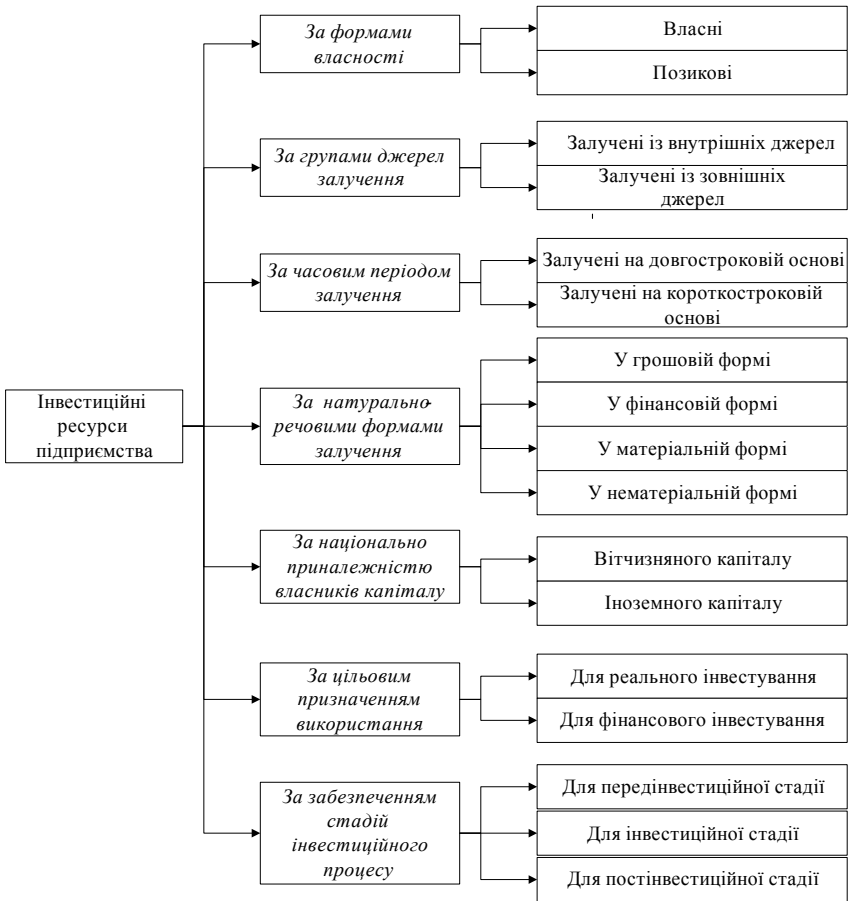 За формами
власності
Власні
Позикові
За групами джерел
залучення
Залучені із внутрішніх джерел
Залучені із зовнішніх
джерел
За часовим періодом
залучення
Залучені на довгостроковій основі
Залучені на короткостроковій
основі
Інвестиційні
ресурси
підприємства
За натурально-
речовими формами
залучення
У грошовій формі
У фінансовій формі
У матеріальній формі
У нематеріальній формі
За національно
приналежністю
власників капіталу
Вітчизняного капіталу
Іноземного капіталу
За цільовим
призначенням
використання
Для реального інвестування
Для фінансового інвестування
За забезпеченням
стадій
інвестиційного
процесу
Для передінвестиційної стадії
Для інвестиційної стадії
Для постінвестиційної стадії